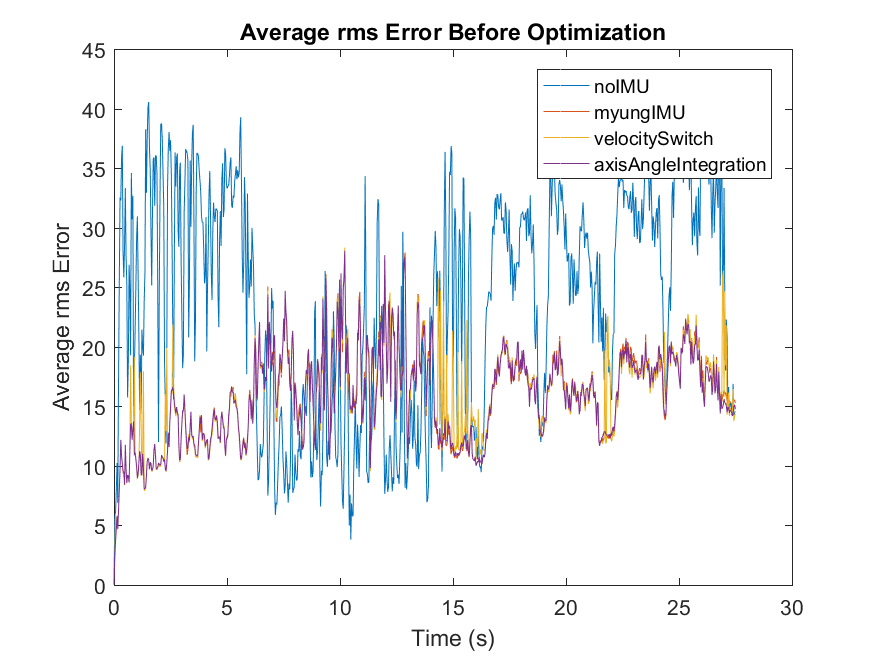 Average rms Error Before Optimization
45
40
35
30
25
20
15
10
5
0
Average rms Error
noIMU
myungIMU
velocitySwitch
axisAngleIntegration
0 5 10 15 20 25 30
Time (s)